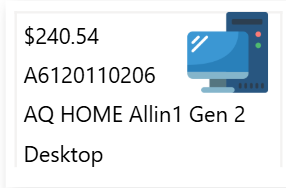 $240.54
A6120110206
AQ HOME Allin1 Gen 2
Desktop